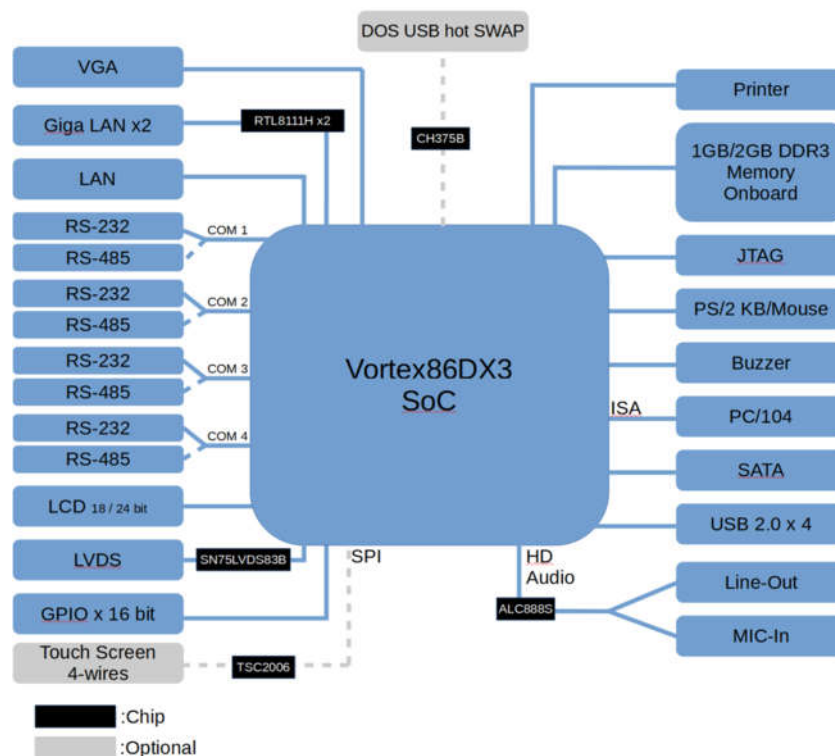 DOS USB hot SWAP
VGA
Giga LAN x2
RTL8111H x2
LAN
RS-232
RS-485
COM 1
RS-232
RS-485
COM 2
RS-232
RS-485
COM 3
RS-232
RS-485
COM 4
LCD 18 / 24 bit
LVDS
SN75LVDS83B
GPIO x 16 bit
Touch Screen
4-wires
TSC2006
SPI
CH375B
Vortex86DX3
SoC
HD
Audio
ALC888S
ISA
Printer
1GB/2GB DDR3
Memory
Onboard
JTAG
PS/2 KB/Mouse
Buzzer
PC/104
SATA
USB 2.0 x 4
Line-Out
MIC-In
:Chip
:Optional